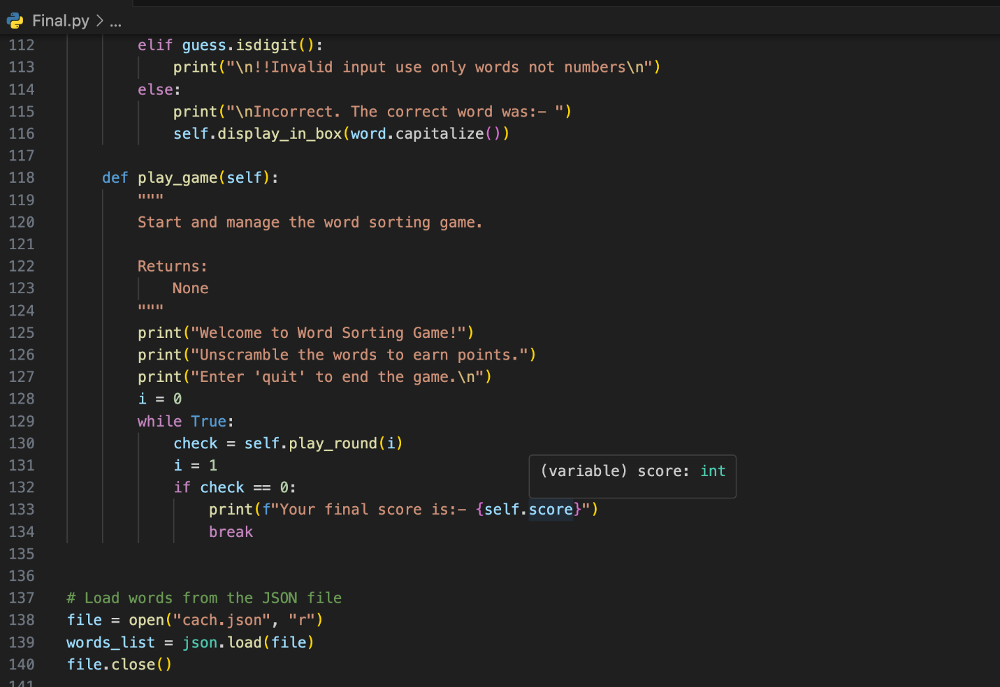 Final.py > ...
112 elif guess.isdigit():
113 print("\n!!Invalid input use only words not numbers\n")
114 else:
115 print("\nIncorrect. The correct word was:- ")
116 self.display_in_box(word.capitalize())
117
118 def play_game(self):
119 """
120 Start and manage the word sorting game.
121
122 Returns:
123 None
124 """
125 print("Welcome to Word Sorting Game!")
126 print("Unscramble the words to earn points.")
127 print("Enter 'quit' to end the game.\n")
128 i = 0
129 while True:
130 check = self.play_round(i)
131 i = 1
(variable) score: int
132 if check == 0:
133 print(f"Your final score is:- {self.score}")
134 break
135
136
137 # Load words from the JSON file
138 file = open("cach.json", "r")
139 words_list = json.load(file)
140 file.close()
141